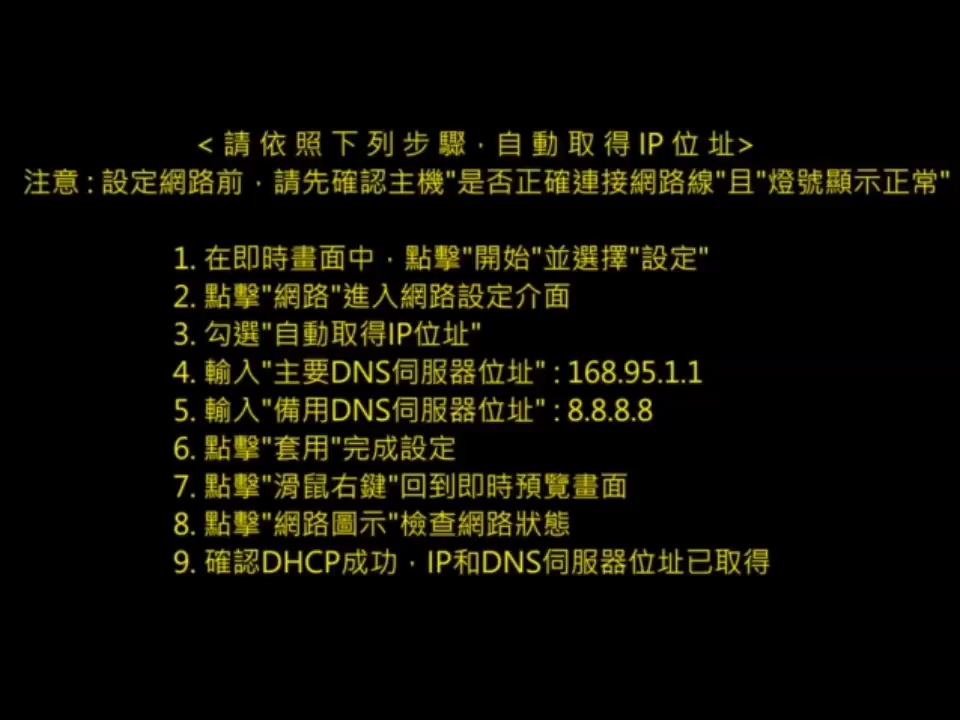 <請依照下列步驟，自動取得IP位址>
注意：設定網路前，請先確認主機"是否正確連接網路線"且"燈號顯示正常"
1. 在即時畫面中，點擊"開始"並選擇"設定"
2. 點擊"網路"進入網路設定介面
3. 勾選"自動取得IP位址"
4. 輸入"主要DNS伺服器位址"：168.95.1.1
5. 輸入"備用DNS伺服器位址"：8.8.8.8
6. 點擊"套用"完成設定
7. 點擊"滑鼠右鍵"回到即時預覽畫面
8. 點擊"網路圖示"檢查網路狀態
9. 確認DHCP成功，IP和DNS伺服器位址已取得